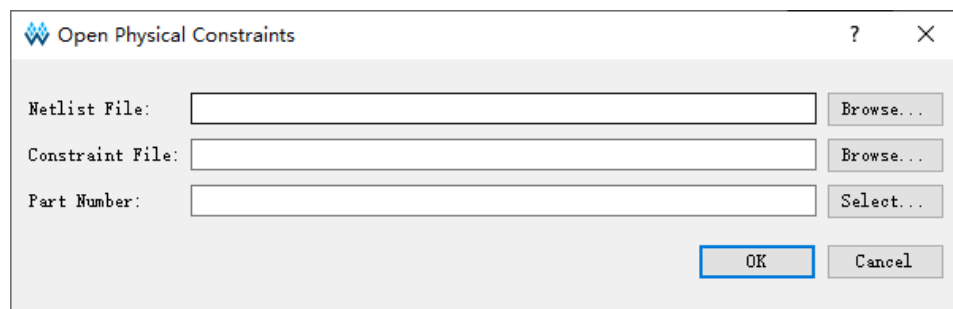 Open Physical Constraints ?
Netlist File: Browse...
Constraint File: Browse...
Part Number: Select...
OK Cancel